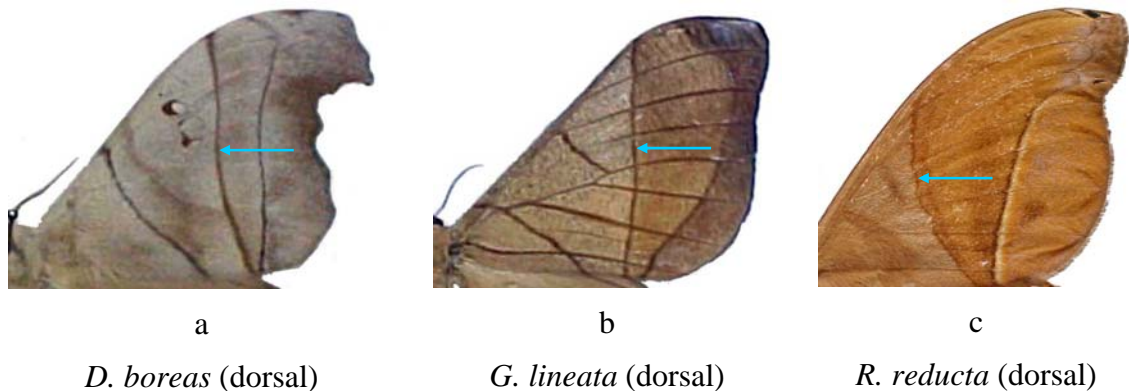 a
b
c
D. boreas (dorsal)
G. lineata (dorsal)
R. reducta (dorsal)